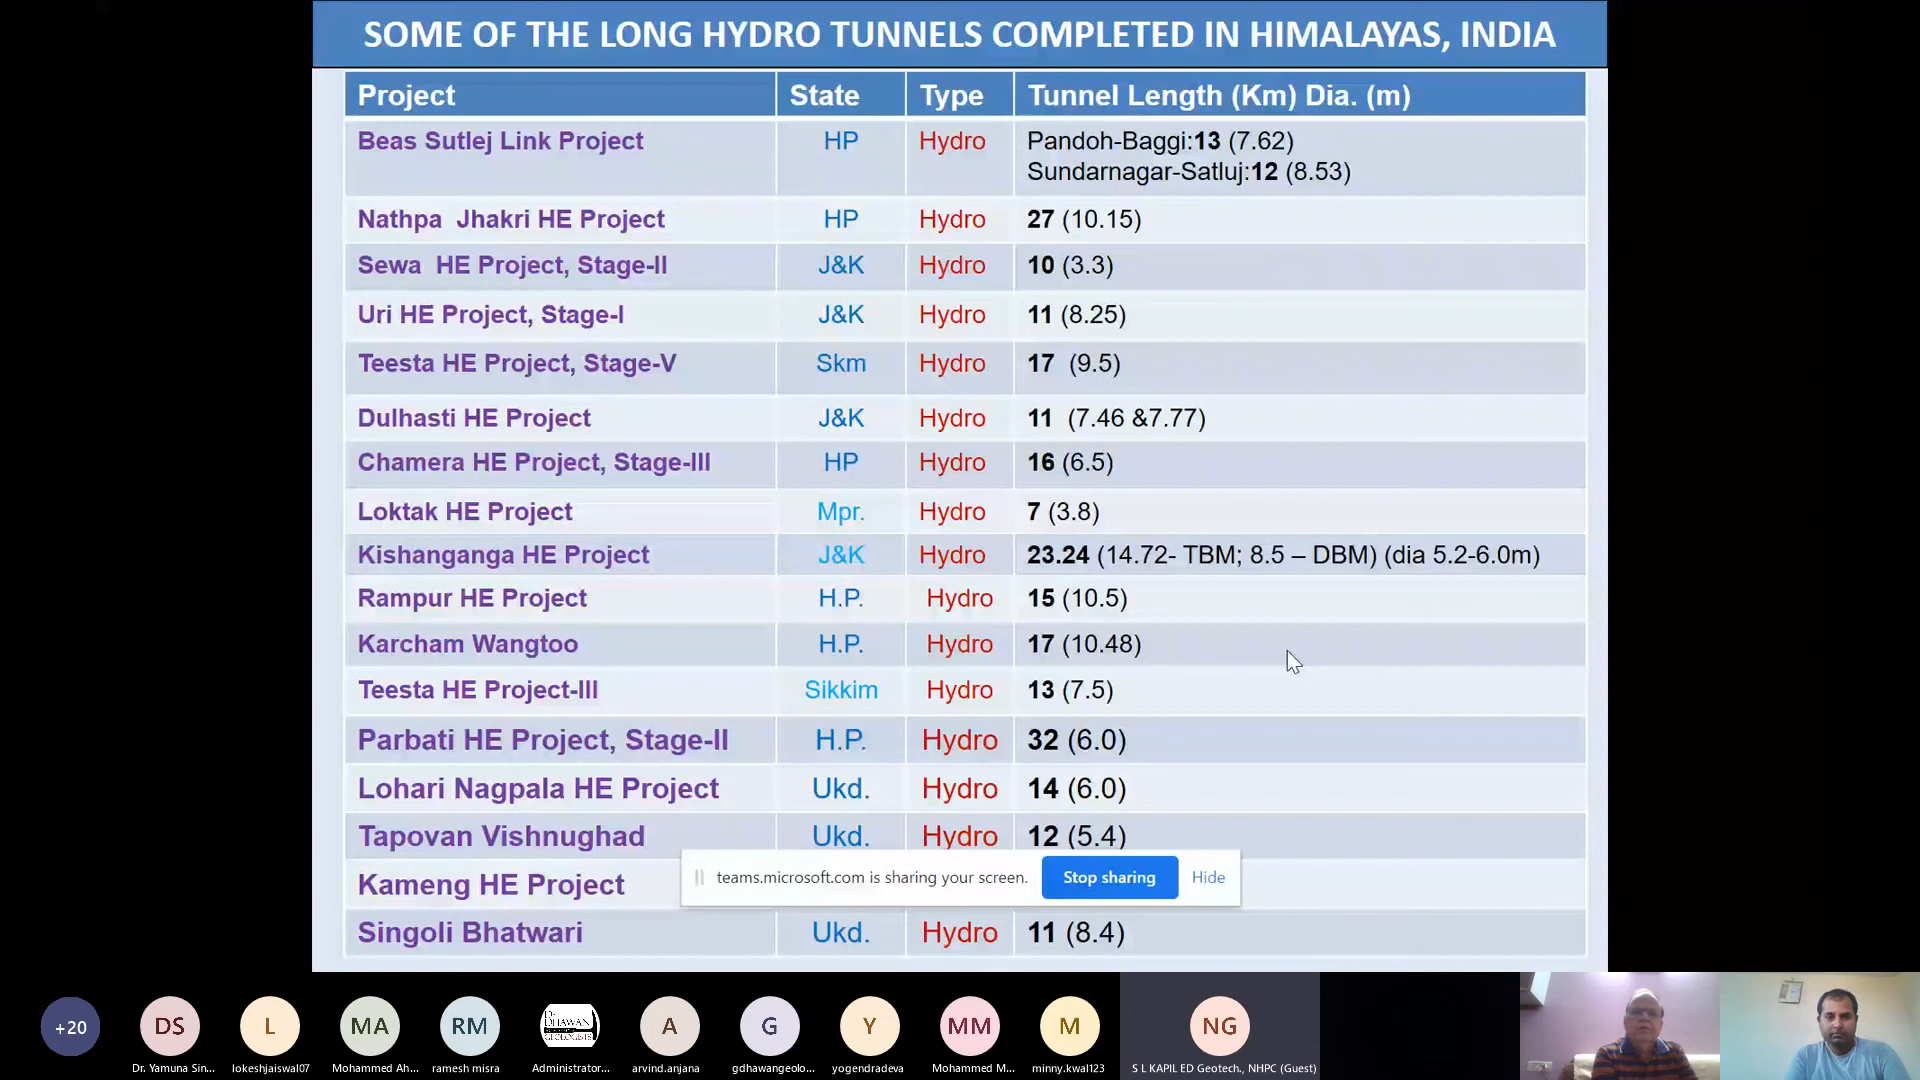 SOME OF THE LONG HYDRO TUNNELS COMPLETED IN HIMALAYAS, INDIA
Project State Type Tunnel Length (Km) Dia. (m)
Beas Sutlej Link Project HP Hydro Pandoh-Baggi:13 (7.62)
Sundarnagar-Satluj:12 (8.53)
Nathpa Jhakri HE Project HP Hydro 27 (10.15)
Sewa HE Project, Stage-II J&K Hydro 10 (3.3)
Uri HE Project, Stage-I J&K Hydro 11 (8.25)
Teesta HE Project, Stage-V Skm Hydro 17 (9.5)
Dulhasti HE Project J&K Hydro 11 (7.46 &7.77)
Chamera HE Project, Stage-III HP Hydro 16 (6.5)
Loktak HE Project Mpr. Hydro 7 (3.8)
Kishanganga HE Project J&K Hydro 23.24 (14.72- TBM; 8.5 – DBM) (dia 5.2-6.0m)
Rampur HE Project H.P. Hydro 15 (10.5)
Karcham Wangtoo H.P. Hydro 17 (10.48)
Teesta HE Project-III Sikkim Hydro 13 (7.5)
Parbati HE Project, Stage-II H.P. Hydro 32 (6.0)
Lohari Nagpala HE Project Ukd. Hydro 14 (6.0)
Tapovan Vishnughad Ukd. Hydro 12 (5.4)
Kameng HE Project
teams.microsoft.com is sharing your screen. Stop sharing Hide
Singoli Bhatwari Ukd. Hydro 11 (8.4)
+20 DS L MA RM DHAWAN GEOLOGISTS A G Y MM M NG
Dr. Yamuna Sin... lokeshjaiswal07 Mohammed Ah... ramesh misra Administrator... arvind.anjana gdhawangeolo... yogendradeva Mohammed M... minny.kwal123 S L KAPIL ED Geotech., NHPC (Guest)